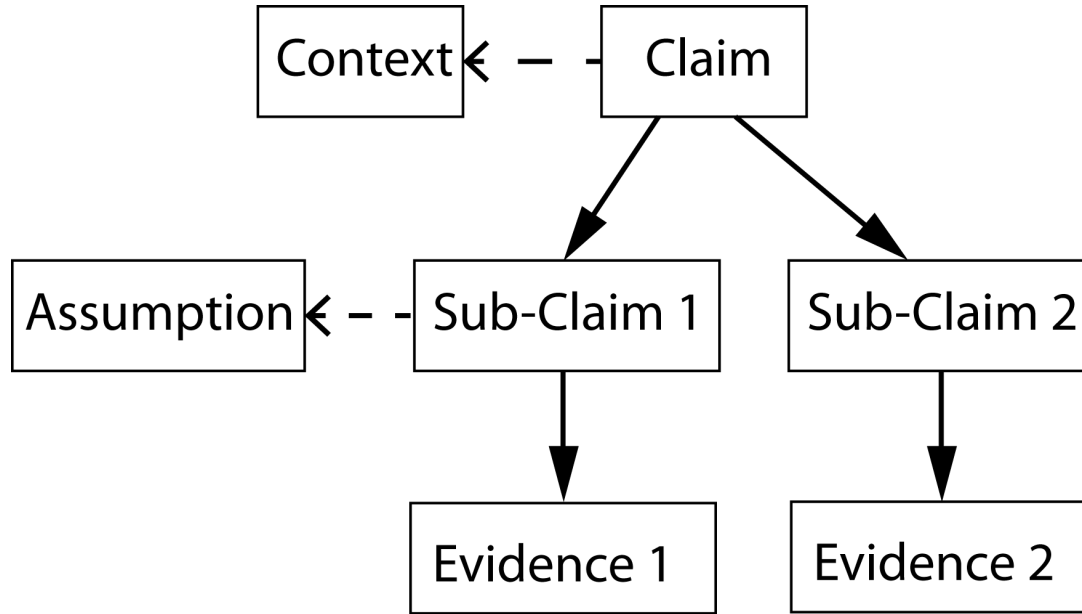 Context
Claim
Assumption
Sub-Claim 1
Sub-Claim 2
Evidence 1
Evidence 2